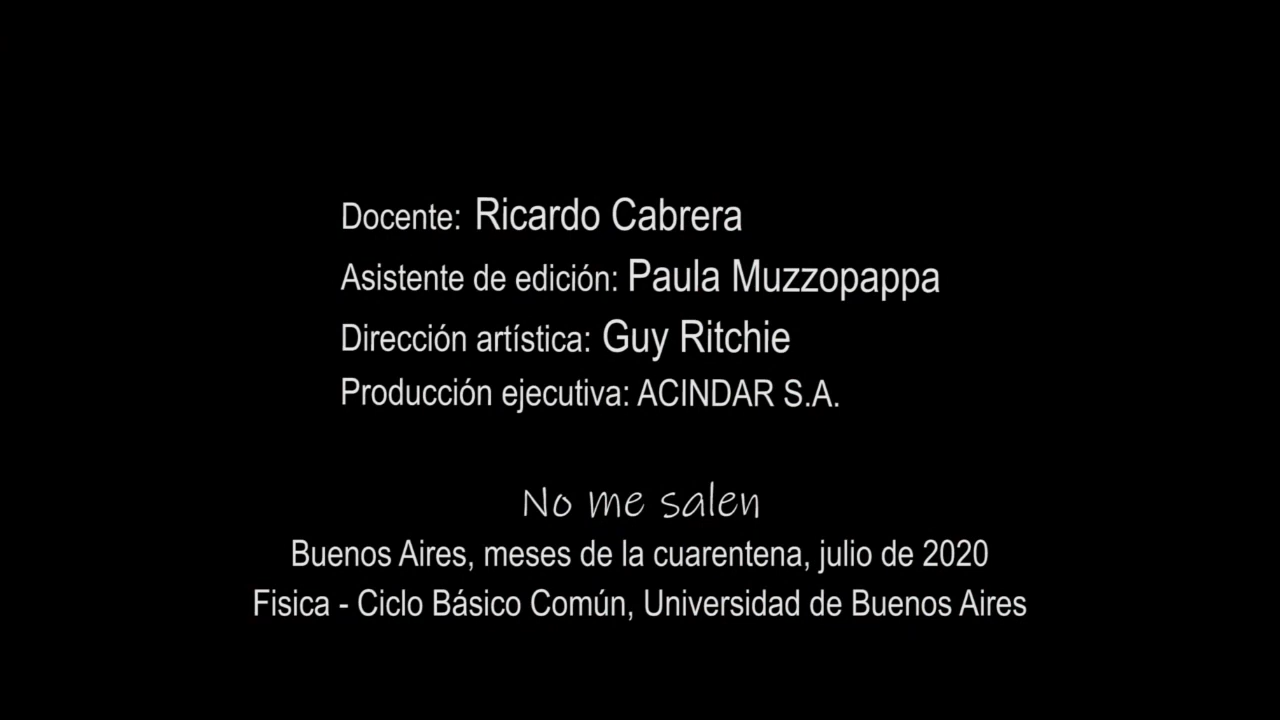 Docente: Ricardo Cabrera
Asistente de edición: Paula Muzzopappa
Dirección artística: Guy Ritchie
Producción ejecutiva: ACINDAR S.A.
No me salen
Buenos Aires, meses de la cuarentena, julio de 2020
Fisica - Ciclo Básico Común, Universidad de Buenos Aires